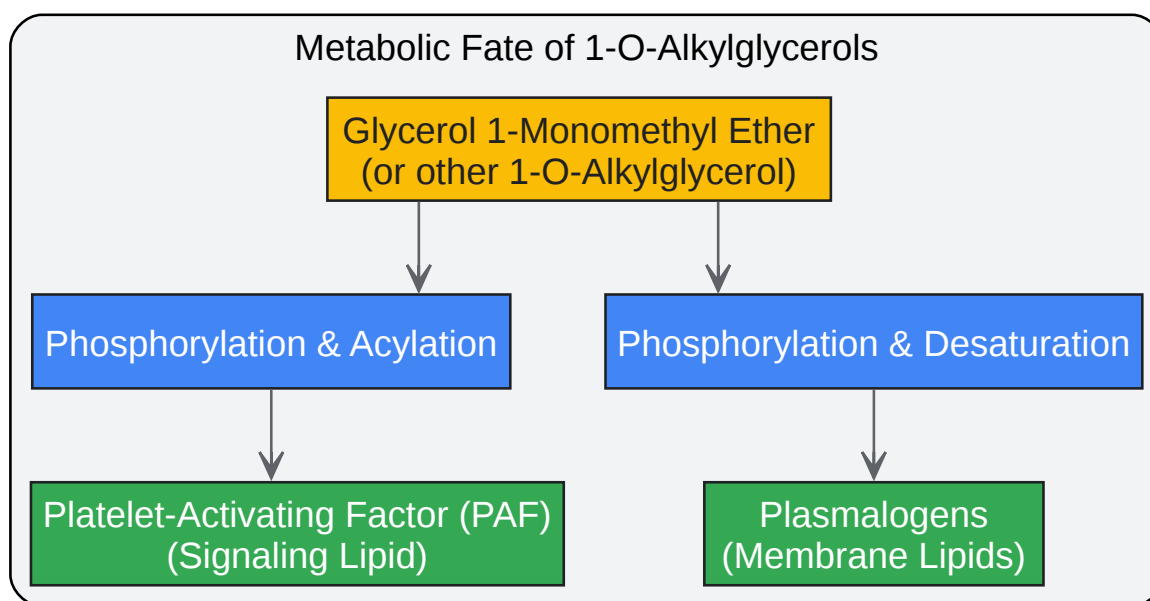 Metabolic Fate of 1-O-Alkylglycerols
Glycerol 1-Monomethyl Ether
(or other 1-O-Alkylglycerol)
Phosphorylation & Acylation
Phosphorylation & Desaturation
Platelet-Activating Factor (PAF)
(Signaling Lipid)
Plasmalogens
(Membrane Lipids)